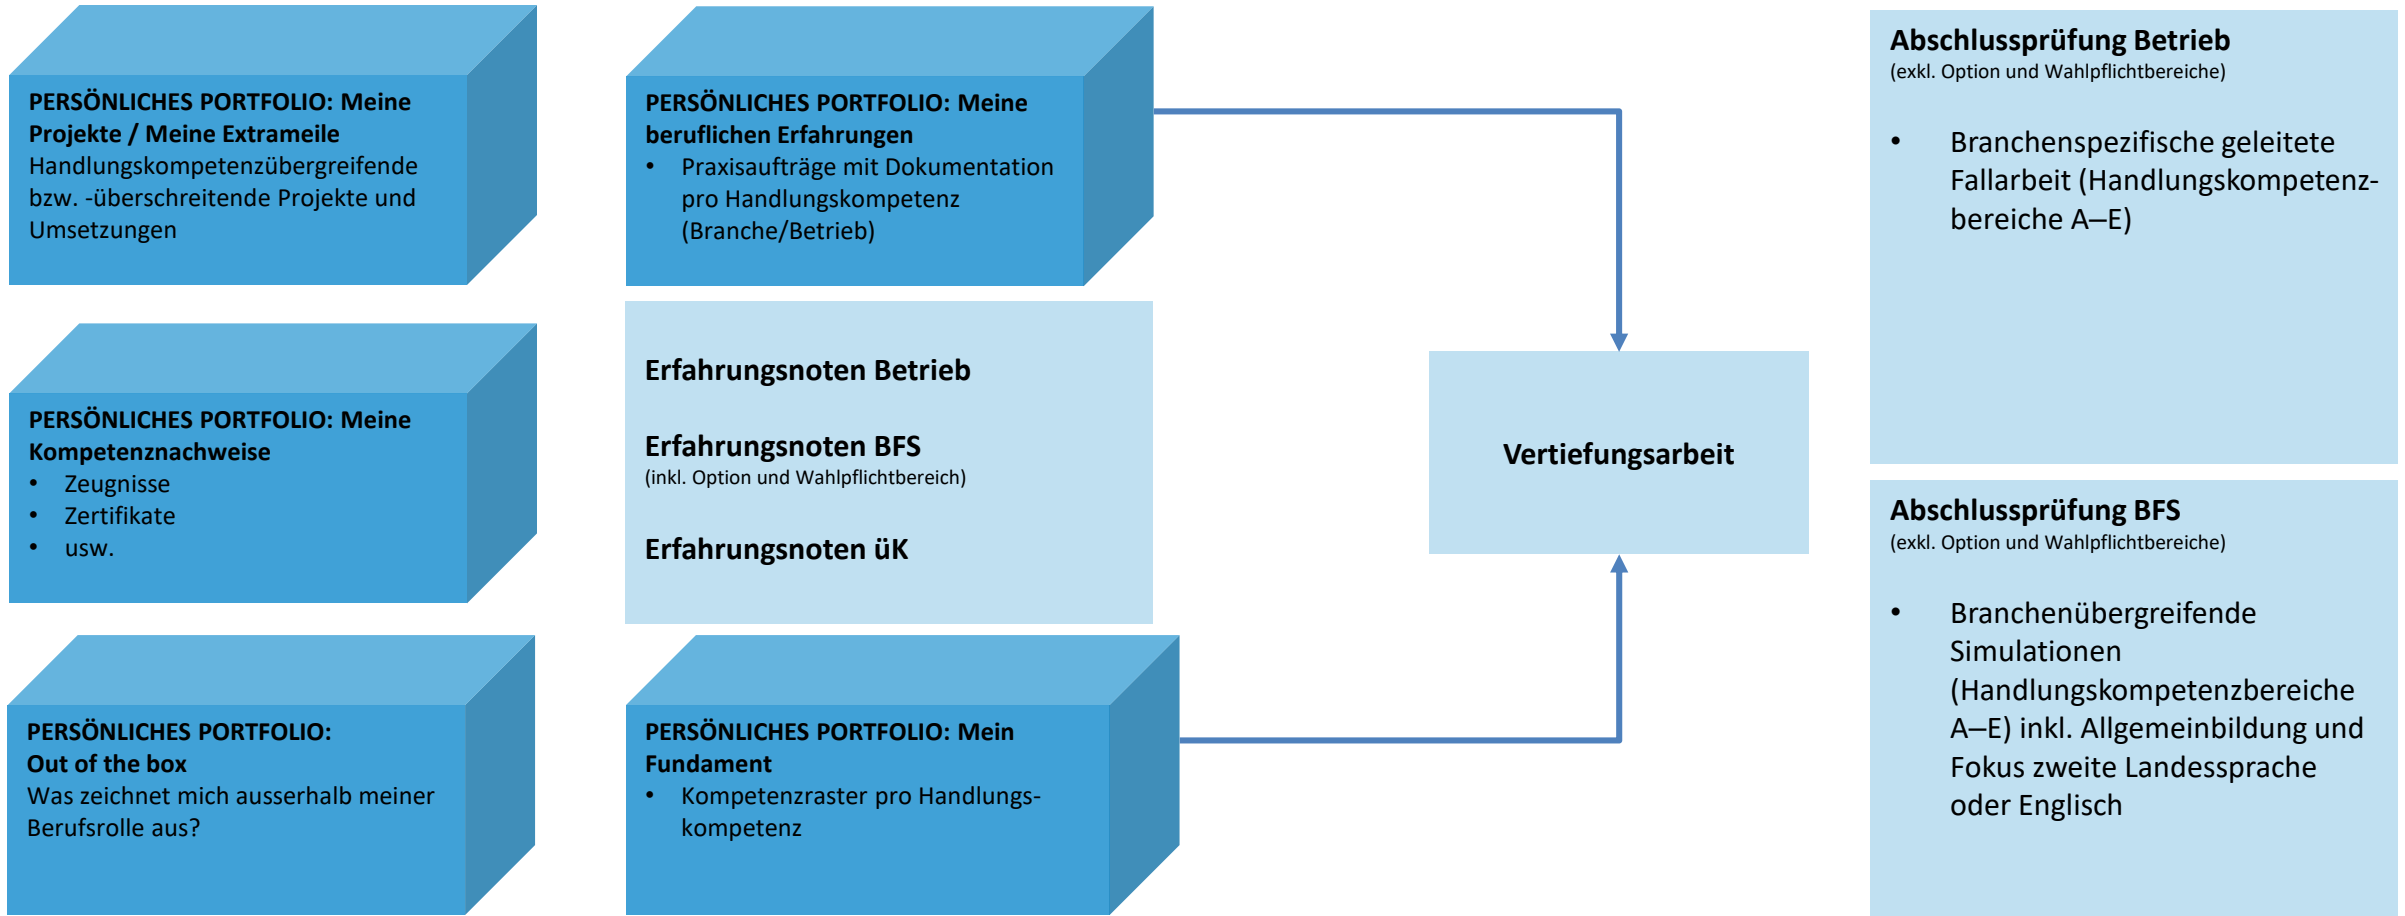 PERSÖNLICHES PORTFOLIO: Meine
Projekte / Meine Extrameile
Handlungskompetenzübergreifende
bzw. -überschreitende Projekte und
Umsetzungen
PERSÖNLICHES PORTFOLIO: Meine
Kompetenznachweise
• Zeugnisse
• Zertifikate
• usw.
PERSÖNLICHES PORTFOLIO:
Out of the box
Was zeichnet mich ausserhalb meiner
Berufsrolle aus?
PERSÖNLICHES PORTFOLIO: Meine
beruflichen Erfahrungen
• Praxisaufträge mit Dokumentation
pro Handlungskompetenz
(Branche/Betrieb)
Erfahrungsnoten Betrieb
Erfahrungsnoten BFS
(inkl. Option und Wahlpflichtbereich)
Erfahrungsnoten üK
PERSÖNLICHES PORTFOLIO: Mein
Fundament
• Kompetenzraster pro Handlungs-
kompetenz
Vertiefungsarbeit
Abschlussprüfung Betrieb
(exkl. Option und Wahlpflichtbereiche)
• Branchenspezifische geleitete
Fallarbeit (Handlungskompetenz-
bereiche A–E)
Abschlussprüfung BFS
(exkl. Option und Wahlpflichtbereiche)
• Branchenübergreifende
Simulationen
(Handlungskompetenzbereiche
A–E) inkl. Allgemeinbildung und
Fokus zweite Landessprache
oder Englisch